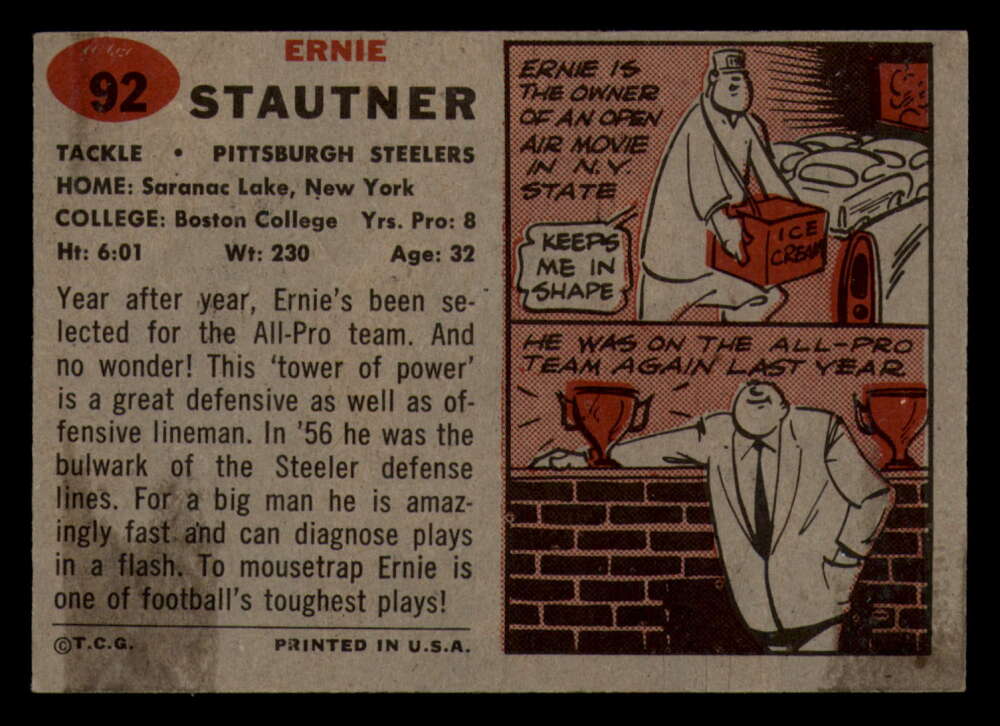 92
ERNIE
STAUTNER
TACKLE • PITTSBURGH STEELERS
HOME: Saranac Lake, New York
COLLEGE: Boston College Yrs. Pro: 8
Ht: 6:01 Wt: 230 Age: 32
Year after year, Ernie's been se-
lected for the All-Pro team. And
no wonder! This 'tower of power'
is a great defensive as well as of-
fensive lineman. In '56 he was the
bulwark of the Steeler defense
lines. For a big man he is amaz-
ingly fast and can diagnose plays
in a flash. To mousetrap Ernie is
one of football's toughest plays!
©T.C.G. PRINTED IN U.S.A.
ERNIE IS
THE OWNER
OF AN OPEN
AIR MOVIE
IN N.Y.
STATE
KEEPS
ME IN
SHAPE
ICE
CREAM
HE WAS ON THE ALL-PRO
TEAM AGAIN LAST YEAR